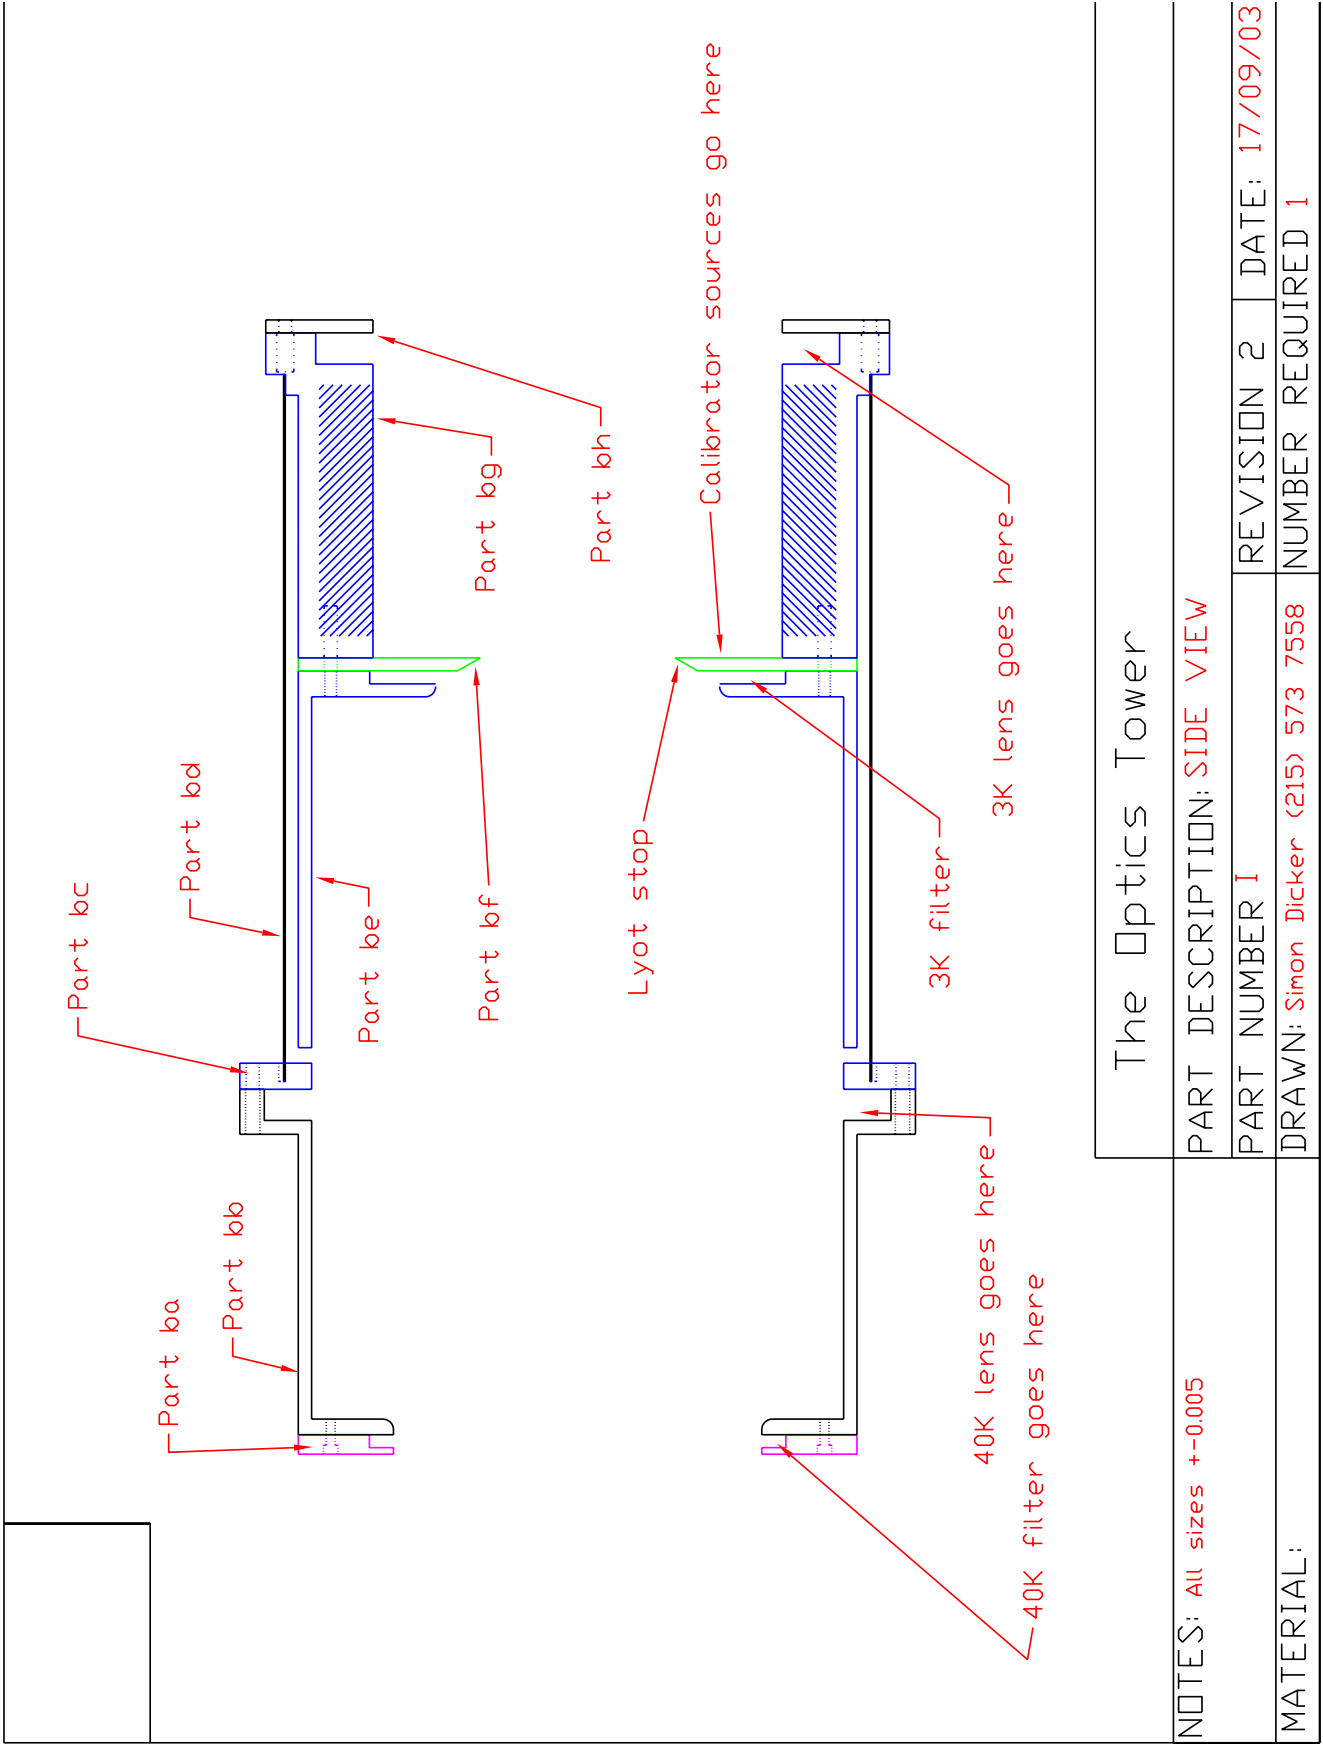 Part ba
Part bb
Part bc
Part bd
Part be
Part bf
Part bg
Part bh
Lyot stop
Calibrator sources go here
3K filter
3K lens goes here
40K lens goes here
40K filter goes here
The Optics Tower
NOTES: All sizes +-0.005
PART DESCRIPTION: SIDE VIEW
PART NUMBER I
REVISION 2
DATE: 17/09/03
MATERIAL:
DRAWN: Simon Dicker (215) 573 7558
NUMBER REQUIRED 1